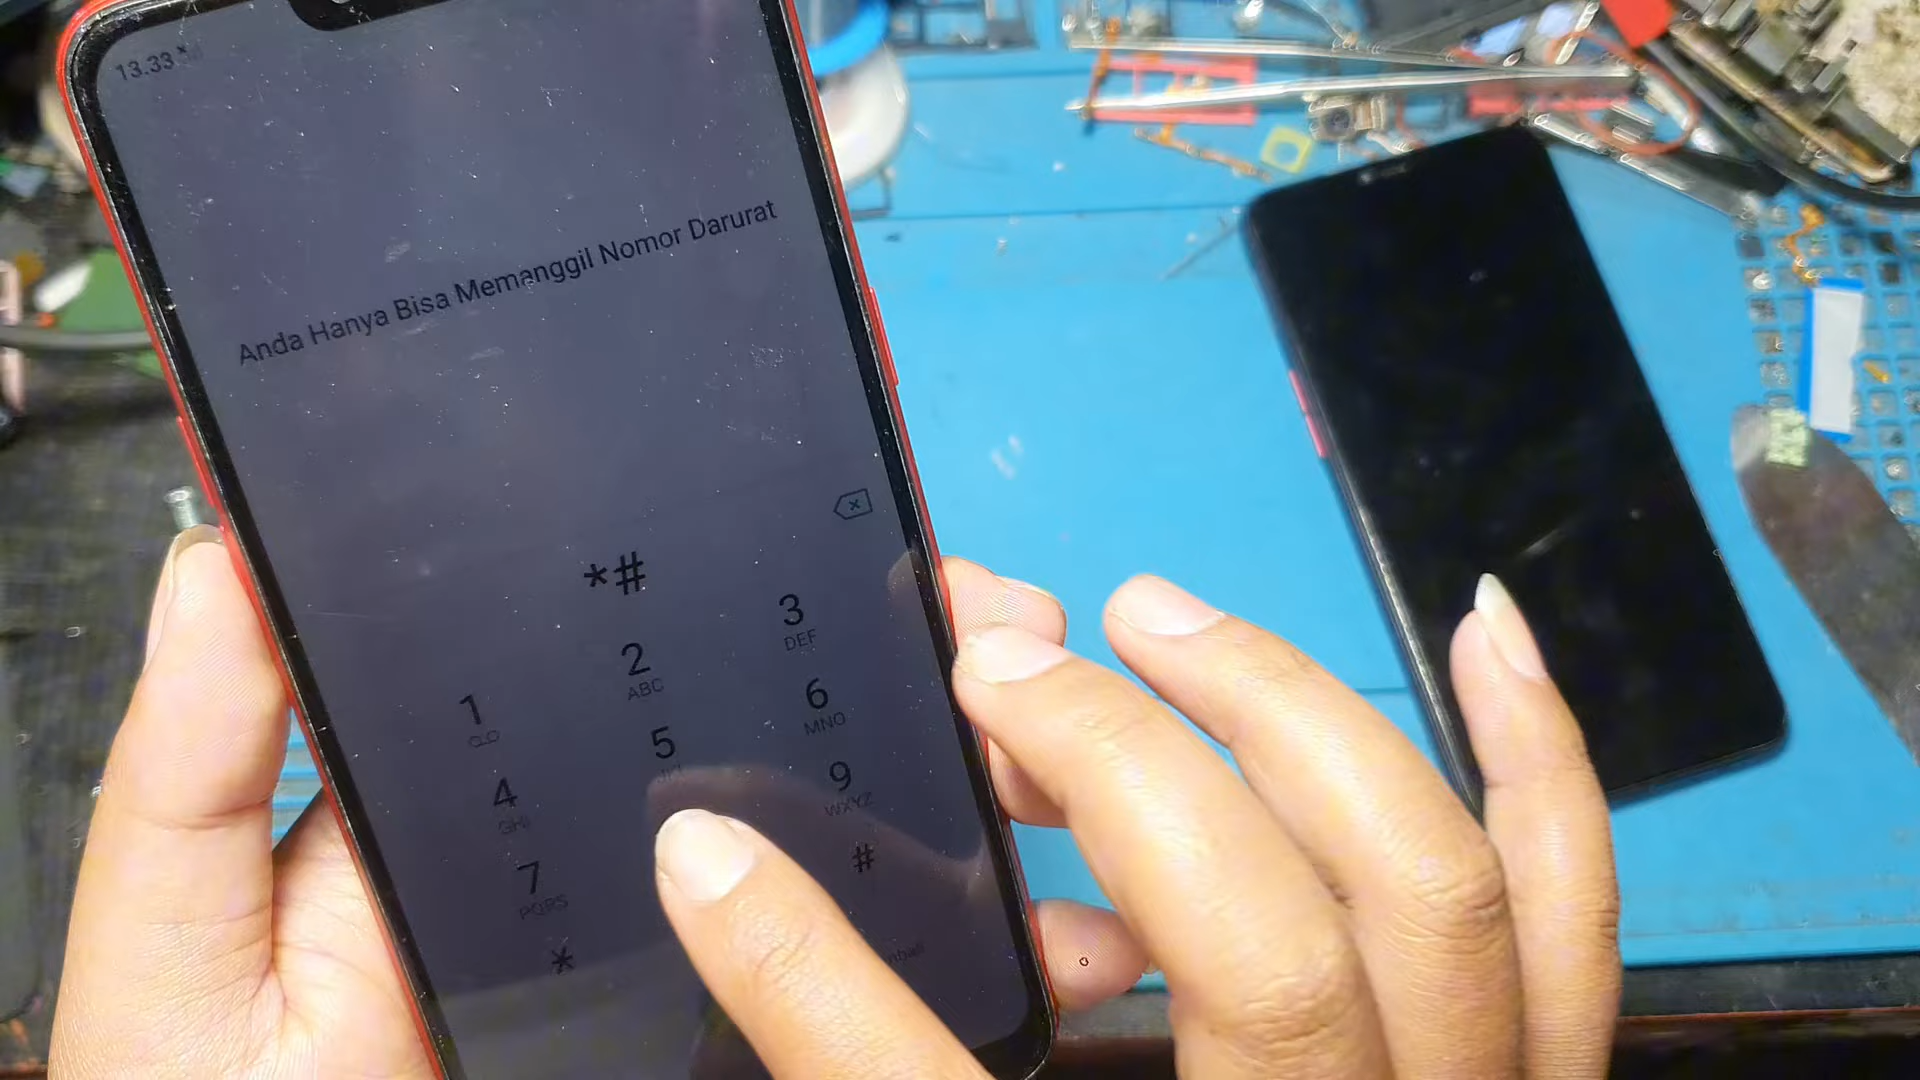 13.33
Anda Hanya Bisa Memanggil Nomor Darurat
*#
1
2
ABC
3
DEF
4
GHI
5
JKL
6
MNO
7
PQRS
9
WXYZ
*
#